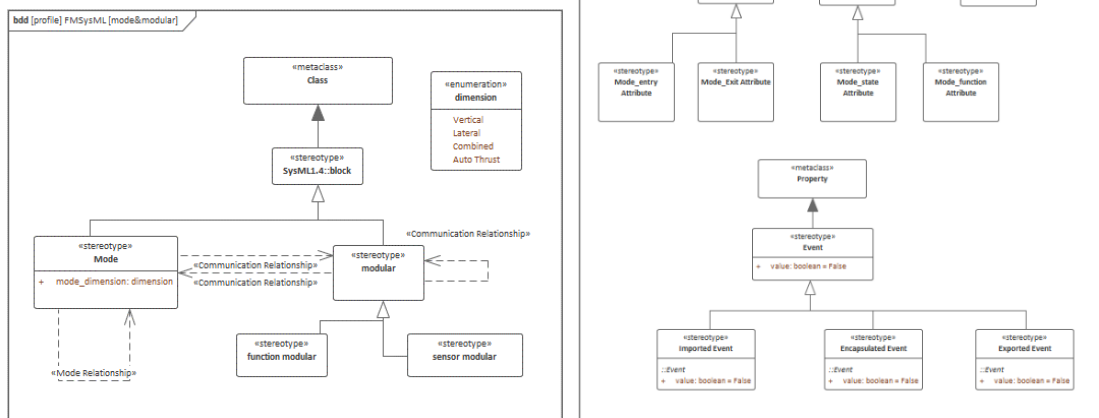 bdd [profile] FMSysML [mode&modular]
«metaclass»
Class
«enumeration»
dimension
Vertical
Lateral
Combined
Auto Thrust
«stereotype»
SysML1.4::block
«stereotype»
Mode
+ mode_dimension: dimension
«Communication Relationship»
«Communication Relationship»
«Communication Relationship»
«stereotype»
modular
«stereotype»
function modular
«stereotype»
sensor modular
«Mode Relationship»
«stereotype»
Mode_entry
Attribute
«stereotype»
Mode_Exit Attribute
«stereotype»
Mode_state
Attribute
«stereotype»
Mode_function
Attribute
«metaclass»
Property
«stereotype»
Event
+ value: boolean = False
«stereotype»
Imported Event
::Event
+ value: boolean = False
«stereotype»
Encapsulated Event
::Event
+ value: boolean = False
«stereotype»
Exported Event
::Event
+ value: boolean = False